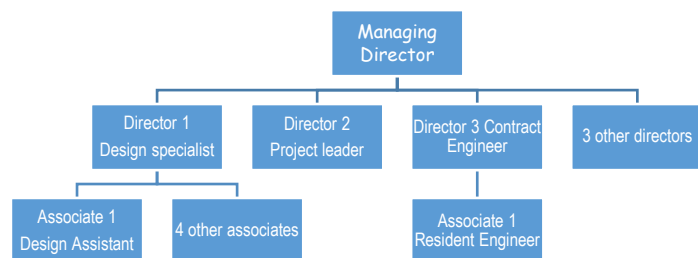 Managing
Director
Director 1
Design specialist
Director 2
Project leader
Director 3 Contract
Engineer
3 other directors
Associate 1
Design Assistant
4 other associates
Associate 1
Resident Engineer